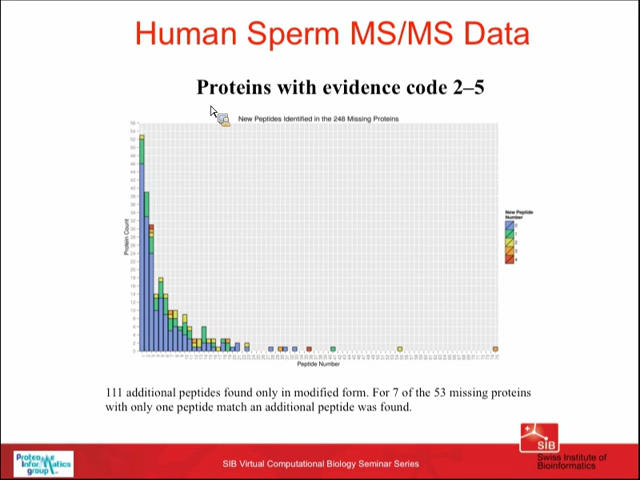 Human Sperm MS/MS Data
Proteins with evidence code 2–5
New Peptides Identified in the 248 Missing Proteins
Protein Count
New Peptide
Number
Peptide Number
111 additional peptides found only in modified form. For 7 of the 53 missing proteins
with only one peptide match an additional peptide was found.
SIB
Proteome
Informatics
group
SIB Virtual Computational Biology Seminar Series
Swiss Institute of
Bioinformatics